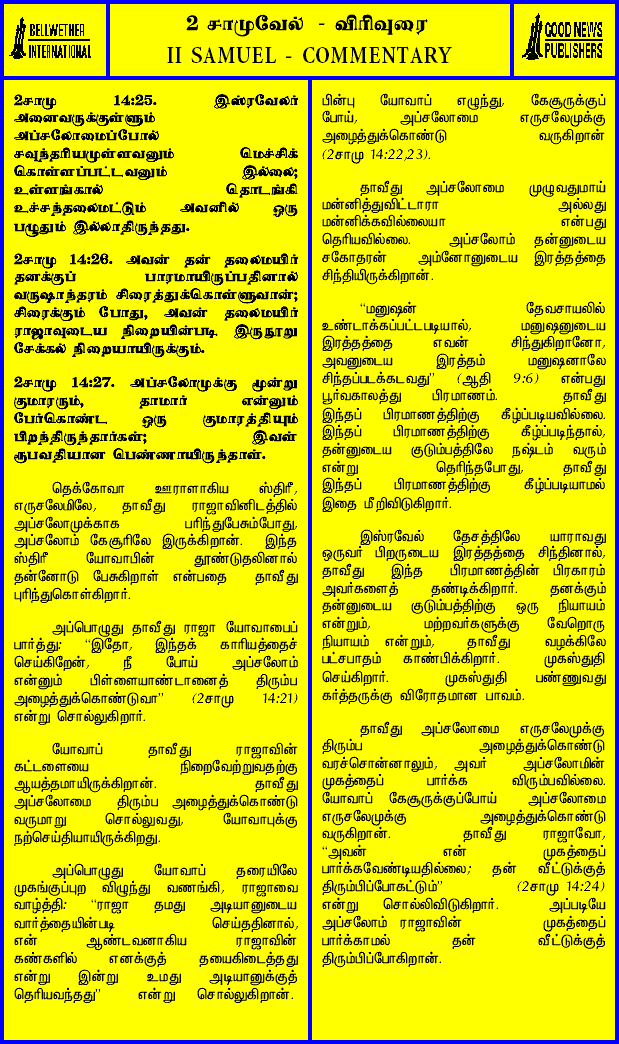 BELLWETHER
INTERNATIONAL
2 சாமுவேல் - விரிவுரை
II SAMUEL - COMMENTARY
GOOD NEWS
PUBLISHERS
2சாமு 14:25. இஸ்ரவேலர்
அனைவருக்குள்ளும்
அப்சலோமைப்போல்
சவுந்தரியமுள்ளவனும் மெச்சிக்
கொள்ளப்பட்டவனும் இல்லை;
உள்ளங்கால் தொடங்கி
உச்சந்தலைமட்டும் அவனில் ஒரு
பழுதும் இல்லாதிருந்தது.
2சாமு 14:26. அவன் தன் தலைமயிர்
தனக்குப் பாரமாயிருப்பதினால்
வருஷாந்தரம் சிரைத்துக்கொள்ளுவான்;
சிரைக்கும் போது, அவன் தலைமயிர்
ராஜாவுடைய நிறையின்படி இருநூறு
சேக்கல் நிறையாயிருக்கும்.
2சாமு 14:27. அப்சலோமுக்கு மூன்று
குமாரரும், தாமார் என்னும்
பேர்கொண்ட ஒரு குமாரத்தியும்
பிறந்திருந்தார்கள்; இவள்
ரூபவதியான பெண்ணாயிருந்தாள்.
தெக்கோவா ஊராளாகிய ஸ்திரீ,
எருசலேமிலே, தாவீது ராஜாவினிடத்தில்
அப்சலோமுக்காக பரிந்துபேசும்போது,
அப்சலோம் கேசூரிலே இருக்கிறான். இந்த
ஸ்திரீ யோவாபின் தூண்டுதலினால்
தன்னோடு பேசுகிறாள் என்பதை தாவீது
புரிந்துகொள்கிறார்.
அப்பொழுது தாவீது ராஜா யோவாபைப்
பார்த்து: "இதோ, இந்தக் காரியத்தைச்
செய்கிறேன், நீ போய் அப்சலோம்
என்னும் பிள்ளையாண்டானைத் திரும்ப
அழைத்துக்கொண்டுவா" (2சாமு 14:21)
என்று சொல்லுகிறார்.
யோவாப் தாவீது ராஜாவின்
கட்டளையை நிறைவேற்றுவதற்கு
ஆயத்தமாயிருக்கிறான். தாவீது
அப்சலோமை திரும்ப அழைத்துக்கொண்டு
வருமாறு சொல்லுவது, யோவாபுக்கு
நற்செய்தியாயிருக்கிறது.
அப்பொழுது யோவாப் தரையிலே
முகங்குப்புற விழுந்து வணங்கி, ராஜாவை
வாழ்த்தி: "ராஜா தமது அடியானுடைய
வார்த்தையின்படி செய்ததினால்,
என் ஆண்டவனாகிய ராஜாவின்
கண்களில் எனக்குத் தயைகிடைத்தது
என்று இன்று உமது அடியானுக்குத்
தெரியவந்தது" என்று சொல்லுகிறான்.
பின்பு யோவாப் எழுந்து, கேசூருக்குப்
போய், அப்சலோமை எருசலேமுக்கு
அழைத்துக்கொண்டு வருகிறான்
(2சாமு 14:22,23).
தாவீது அப்சலோமை முழுவதுமாய்
மன்னித்துவிட்டாரா அல்லது
மன்னிக்கவில்லையா என்பது
தெரியவில்லை. அப்சலோம் தன்னுடைய
சகோதரன் அம்னோனுடைய இரத்தத்தை
சிந்தியிருக்கிறான்.
"மனுஷன் தேவசாயலில்
உண்டாக்கப்பட்டபடியால், மனுஷனுடைய
இரத்தத்தை எவன் சிந்துகிறானோ,
அவனுடைய இரத்தம் மனுஷனாலே
சிந்தப்படக்கடவது" (ஆதி 9:6) என்பது
பூர்வகாலத்து பிரமாணம். தாவீது
இந்தப் பிரமாணத்திற்கு கீழ்ப்படியவில்லை.
இந்தப் பிரமாணத்திற்கு கீழ்ப்படிந்தால்,
தன்னுடைய குடும்பத்திலே நஷ்டம் வரும்
என்று தெரிந்தபோது, தாவீது
இந்தப் பிரமாணத்திற்கு கீழ்ப்படியாமல்
இதை மீறிவிடுகிறார்.
இஸ்ரவேல் தேசத்திலே யாராவது
ஒருவர் பிறருடைய இரத்தத்தை சிந்தினால்,
தாவீது இந்த பிரமாணத்தின் பிரகாரம்
அவர்களைத் தண்டிக்கிறார். தனக்கும்
தன்னுடைய குடும்பத்திற்கு ஒரு நியாயம்
என்றும், மற்றவர்களுக்கு வேறொரு
நியாயம் என்றும், தாவீது வழக்கிலே
பட்சபாதம் காண்பிக்கிறார். முகஸ்துதி
செய்கிறார். முகஸ்துதி பண்ணுவது
கர்த்தருக்கு விரோதமான பாவம்.
தாவீது அப்சலோமை எருசலேமுக்கு
திரும்ப அழைத்துக்கொண்டு
வரச்சொன்னாலும், அவர் அப்சலோமின்
முகத்தைப் பார்க்க விரும்பவில்லை.
யோவாப் கேசூருக்குப்போய் அப்சலோமை
எருசலேமுக்கு அழைத்துக்கொண்டு
வருகிறான். தாவீது ராஜாவோ,
"அவன் என் முகத்தைப்
பார்க்கவேண்டியதில்லை; தன் வீட்டுக்குத்
திரும்பிப்போகட்டும்" (2சாமு 14:24)
என்று சொல்லிவிடுகிறார். அப்படியே
அப்சலோம் ராஜாவின் முகத்தைப்
பார்க்காமல் தன் வீட்டுக்குத்
திரும்பிப்போகிறான்.